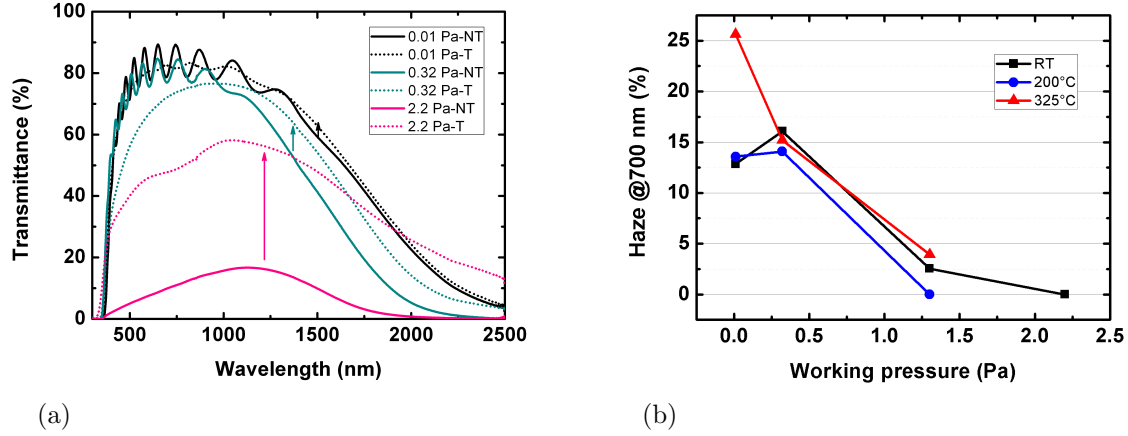 100
80
60
40
20
0
500
1000
1500
2000
2500
Transmittance (%)
Wavelength (nm)
0.01 Pa-NT
0.01 Pa-T
0.32 Pa-NT
0.32 Pa-T
2.2 Pa-NT
2.2 Pa-T
(a)
25
20
15
10
5
0
0.0
0.5
1.0
1.5
2.0
2.5
Haze @700 nm (%)
Working pressure (Pa)
RT
200°C
325°C
(b)